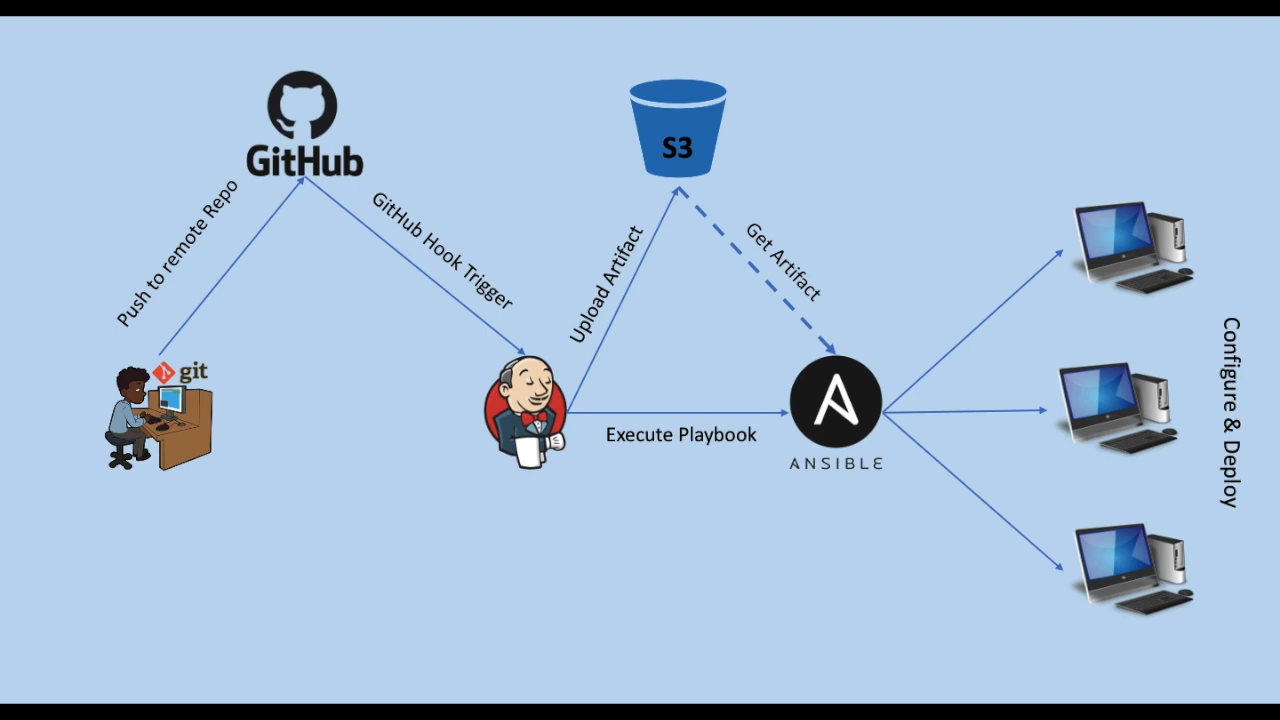 GitHub
S3
Push to remote Repo
GitHub Hook Trigger
Upload Artifact
Get Artifact
git
Execute Playbook
ANSIBLE
Configure & Deploy